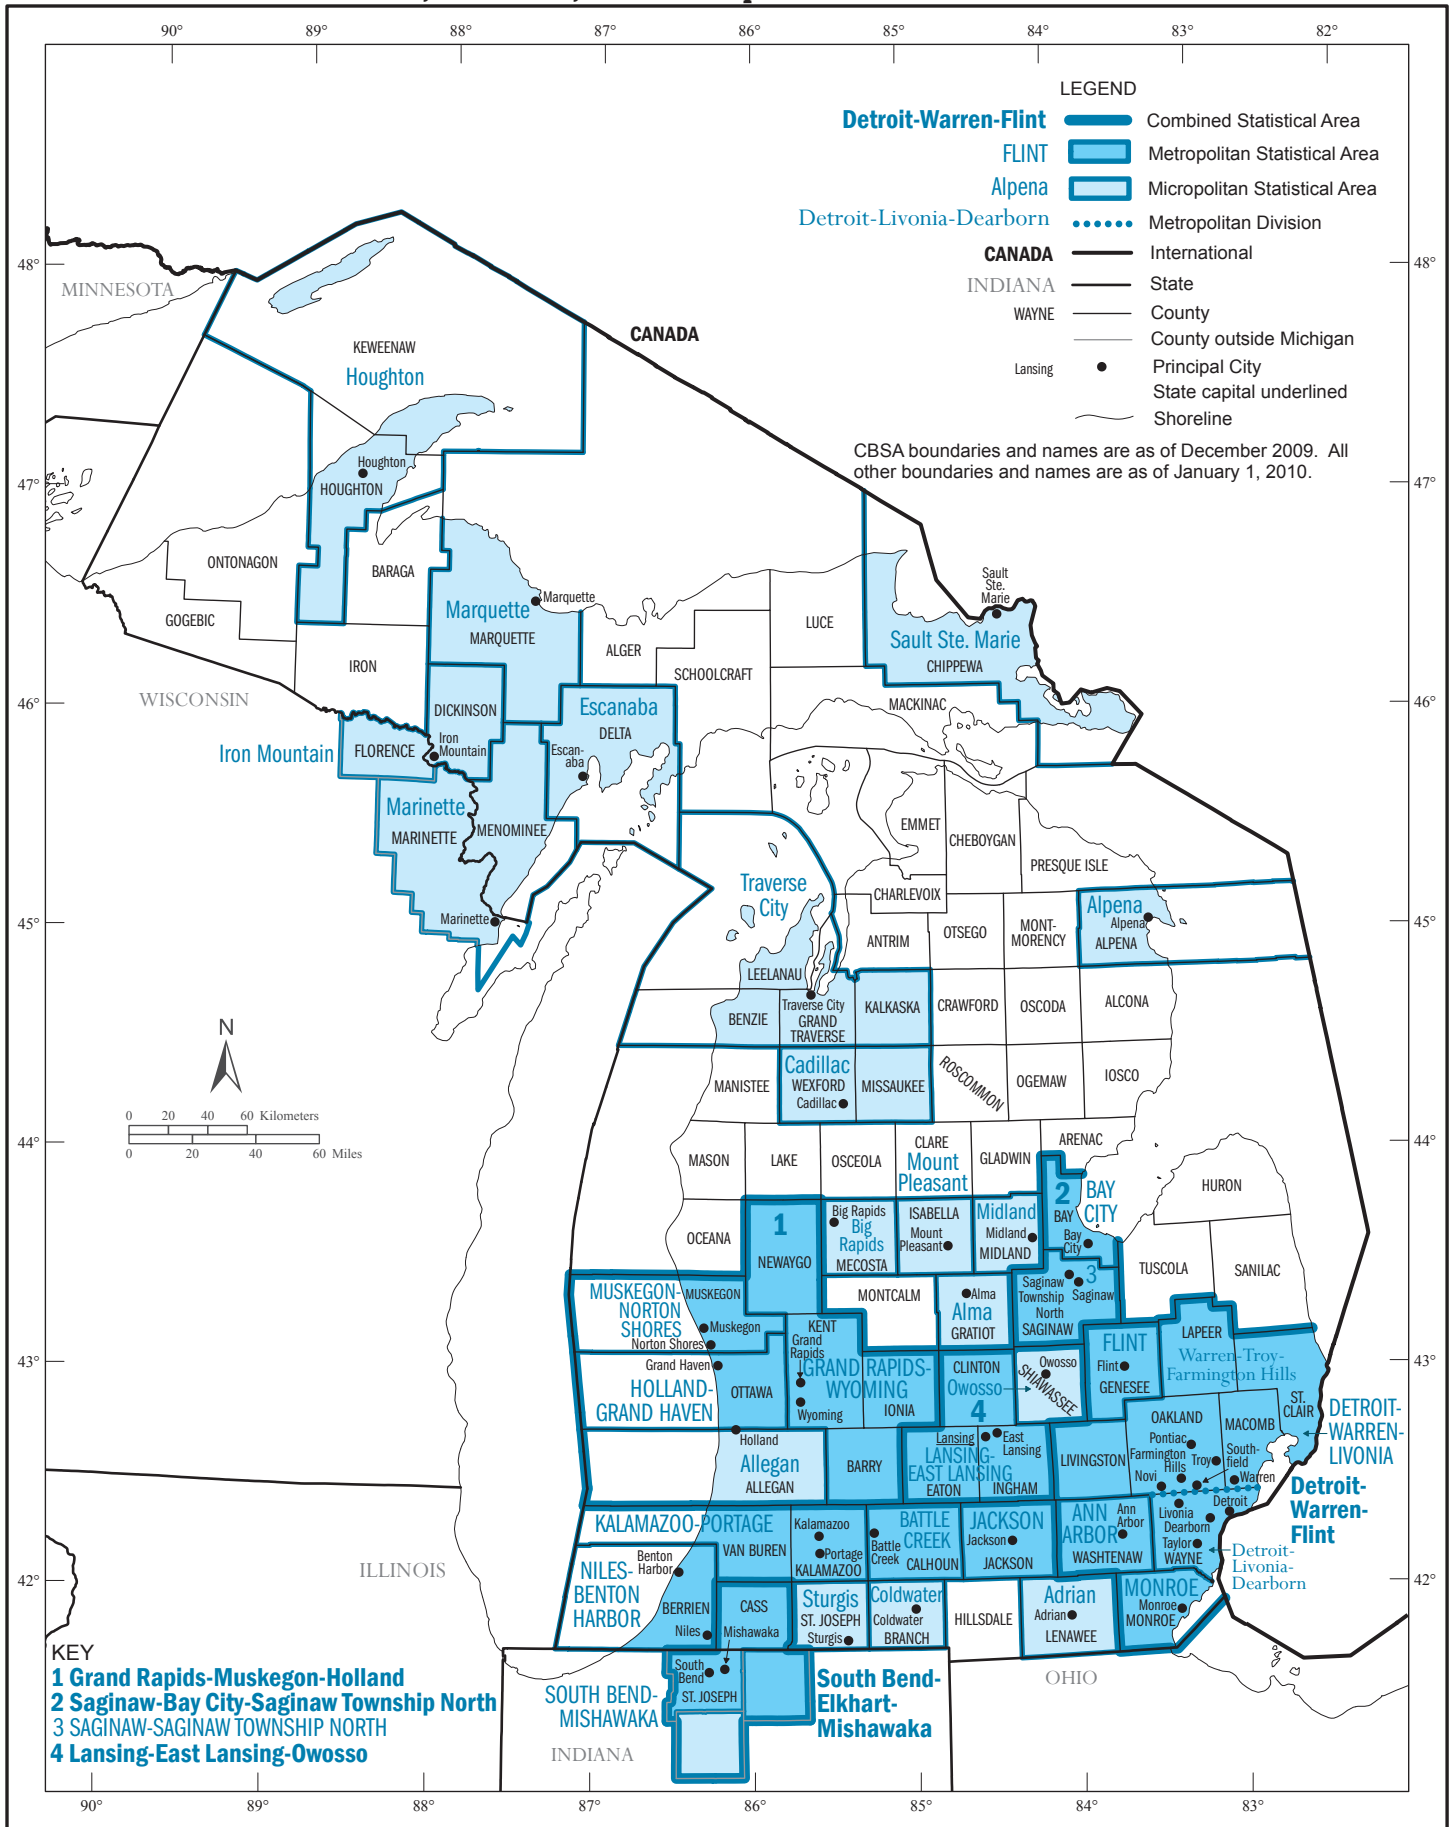 90°
89°
88°
87°
86°
85°
84°
83°
82°
LEGEND
Detroit-Warren-Flint
Combined Statistical Area
FLINT
Metropolitan Statistical Area
Alpena
Micropolitan Statistical Area
Detroit-Livonia-Dearborn
Metropolitan Division
CANADA
International
INDIANA
State
WAYNE
County
County outside Michigan
Lansing
Principal City
State capital underlined
Shoreline
CBSA boundaries and names are as of December 2009. All
other boundaries and names are as of January 1, 2010.
48°
48°
MINNESOTA
CANADA
KEWEENAW
Houghton
47°
47°
Houghton
HOUGHTON
ONTONAGON
BARAGA
GOGEBIC
IRON
Marquette
Marquette
MARQUETTE
ALGER
LUCE
SCHOOLCRAFT
Sault
Ste.
Marie
Sault Ste. Marie
CHIPPEWA
MACKINAC
46°
46°
WISCONSIN
DICKINSON
Iron
Mountain
Iron Mountain
FLORENCE
Escanaba
DELTA
Escan-
aba
Marinette
MARINETTE
MENOMINEE
Marinette
EMMET
CHEBOYGAN
PRESQUE ISLE
CHARLEVOIX
Traverse
City
45°
45°
ANTRIM
OTSEGO
MONT-
MORENCY
Alpena
Alpena
ALPENA
LEELANAU
Traverse City
GRAND
TRAVERSE
BENZIE
KALKASKA
CRAWFORD
OSCODA
ALCONA
N
0
20
40
60 Kilometers
0
20
40
60 Miles
MANISTEE
Cadillac
WEXFORD
Cadillac
MISSAUKEE
ROSCOMMON
OGEMAW
IOSCO
44°
44°
MASON
LAKE
OSCEOLA
CLARE
Mount
Pleasant
GLADWIN
ARENAC
HURON
2
BAY
BAY
CITY
Bay
City
OCEANA
1
NEWAYGO
Big Rapids
Big
Rapids
MECOSTA
ISABELLA
Mount
Pleasant
Midland
Midland
MIDLAND
TUSCOLA
SANILAC
MUSKEGON-
NORTON
SHORES
MUSKEGON
Muskegon
Norton Shores
MONTCALM
Alma
Alma
GRATIOT
Saginaw
Township
North
3
Saginaw
SAGINAW
43°
43°
KENT
Grand
Rapids
GRAND RAPIDS-
WYOMING
Wyoming
IONIA
Grand Haven
HOLLAND-
GRAND HAVEN
OTTAWA
Holland
CLINTON
Owosso
4
Owosso
SHIAWASSEE
FLINT
Flint
GENESEE
LAPEER
Warren-Troy-
Farmington Hills
ST.
CLAIR
DETROIT-
WARREN-
LIVONIA
Allegan
ALLEGAN
BARRY
Lansing
East
Lansing
LANSING-
EAST LANSING
EATON
INGHAM
LIVINGSTON
OAKLAND
Pontiac
Farmington
Hills
Novi
Troy
South-
field
MACOMB
Warren
Detroit-
Warren-
Flint
KALAMAZOO-PORTAGE
VAN BUREN
Kalamazoo
Portage
KALAMAZOO
BATTLE
CREEK
Battle
Creek
CALHOUN
JACKSON
Jackson
JACKSON
ANN
ARBOR
Ann
Arbor
WASHTENAW
Livonia
Detroit
Dearborn
Taylor
WAYNE
Detroit-
Livonia-
Dearborn
42°
42°
ILLINOIS
NILES-
BENTON
HARBOR
Benton
Harbor
BERRIEN
Niles
CASS
Mishawaka
Sturgis
ST. JOSEPH
Sturgis
Coldwater
Coldwater
BRANCH
HILLSDALE
Adrian
Adrian
LENAWEE
MONROE
Monroe
MONROE
OHIO
KEY
1 Grand Rapids-Muskegon-Holland
2 Saginaw-Bay City-Saginaw Township North
3 SAGINAW-SAGINAW TOWNSHIP NORTH
4 Lansing-East Lansing-Owosso
South
Bend
ST. JOSEPH
SOUTH BEND-
MISHAWAKA
South Bend-
Elkhart-
Mishawaka
INDIANA
90°
89°
88°
87°
86°
85°
84°
83°